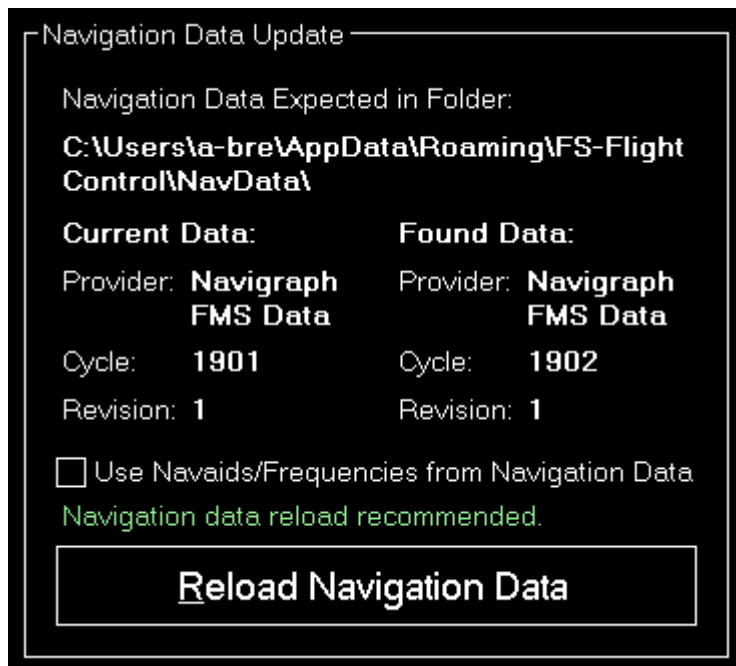 Navigation Data Update
Navigation Data Expected in Folder:
C:\Users\a-bre\AppData\Roaming\FS-Flight
Control\NavData\
Current Data: Found Data:
Provider: Navigraph Provider: Navigraph
FMS Data FMS Data
Cycle: 1901 Cycle: 1902
Revision: 1 Revision: 1
Use Navaids/Frequencies from Navigation Data
Navigation data reload recommended.
Reload Navigation Data